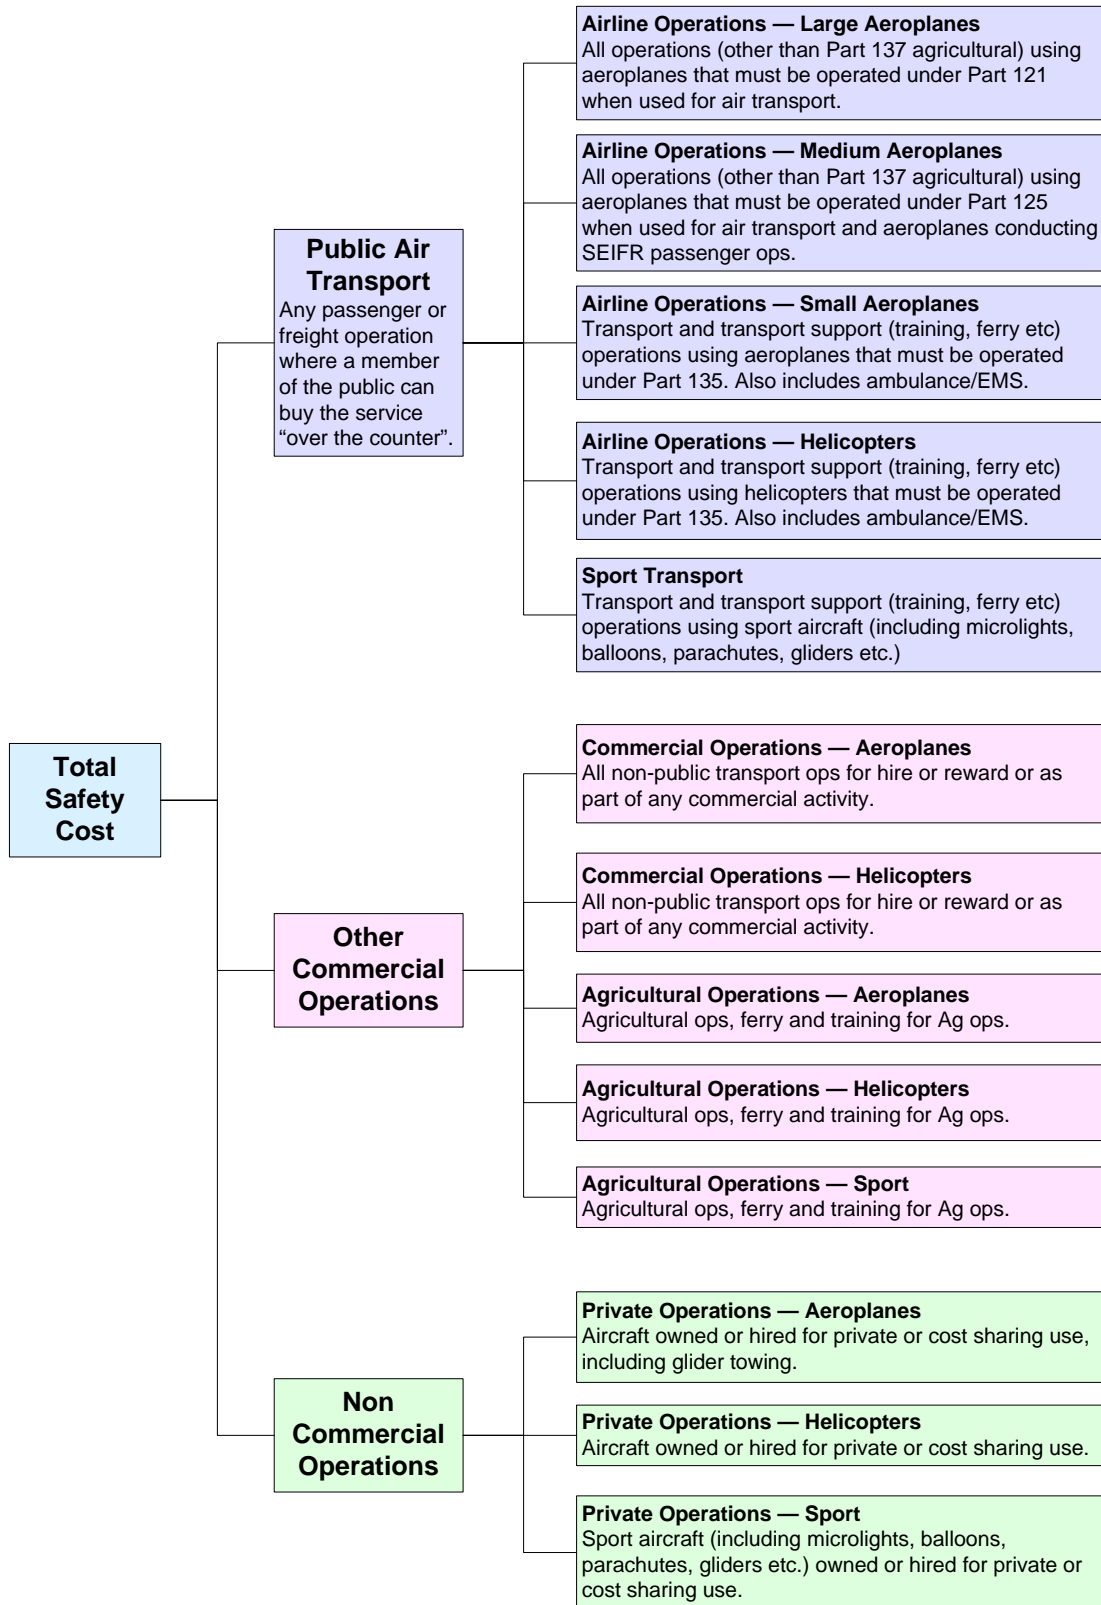 Airline Operations — Large Aeroplanes
All operations (other than Part 137 agricultural) using
aeroplanes that must be operated under Part 121
when used for air transport.
Airline Operations — Medium Aeroplanes
All operations (other than Part 137 agricultural) using
aeroplanes that must be operated under Part 125
when used for air transport and aeroplanes conducting
SEIFR passenger ops.
Public Air
Transport
Any passenger or
freight operation
where a member
of the public can
buy the service
“over the counter”.
Airline Operations — Small Aeroplanes
Transport and transport support (training, ferry etc)
operations using aeroplanes that must be operated
under Part 135. Also includes ambulance/EMS.
Airline Operations — Helicopters
Transport and transport support (training, ferry etc)
operations using helicopters that must be operated
under Part 135. Also includes ambulance/EMS.
Sport Transport
Transport and transport support (training, ferry etc)
operations using sport aircraft (including microlights,
balloons, parachutes, gliders etc.)
Total
Safety
Cost
Commercial Operations — Aeroplanes
All non-public transport ops for hire or reward or as
part of any commercial activity.
Commercial Operations — Helicopters
All non-public transport ops for hire or reward or as
part of any commercial activity.
Other
Commercial
Operations
Agricultural Operations — Aeroplanes
Agricultural ops, ferry and training for Ag ops.
Agricultural Operations — Helicopters
Agricultural ops, ferry and training for Ag ops.
Agricultural Operations — Sport
Agricultural ops, ferry and training for Ag ops.
Private Operations — Aeroplanes
Aircraft owned or hired for private or cost sharing use,
including glider towing.
Non
Commercial
Operations
Private Operations — Helicopters
Aircraft owned or hired for private or cost sharing use.
Private Operations — Sport
Sport aircraft (including microlights, balloons,
parachutes, gliders etc.) owned or hired for private or
cost sharing use.